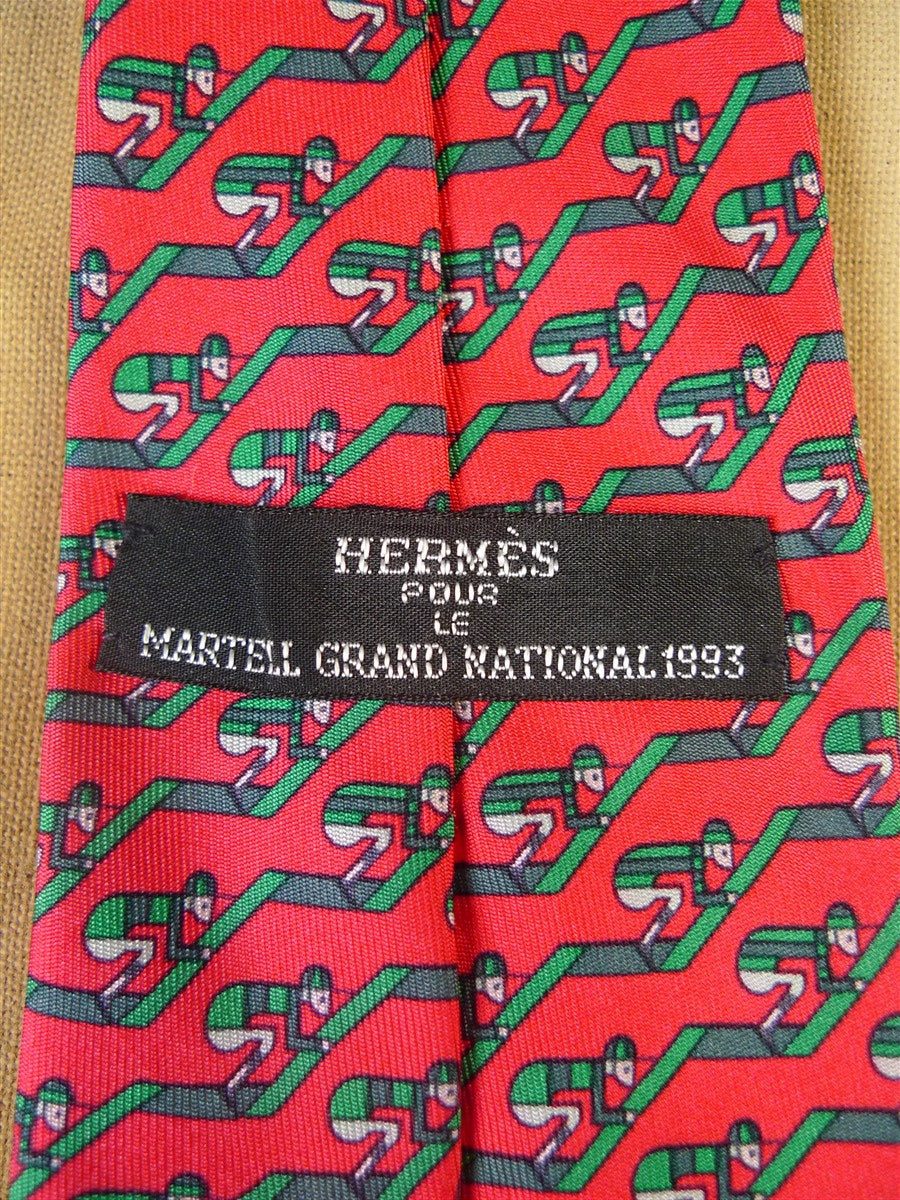 HERMÈS
POUR
LE
MARTELL GRAND NATIONAL 1993